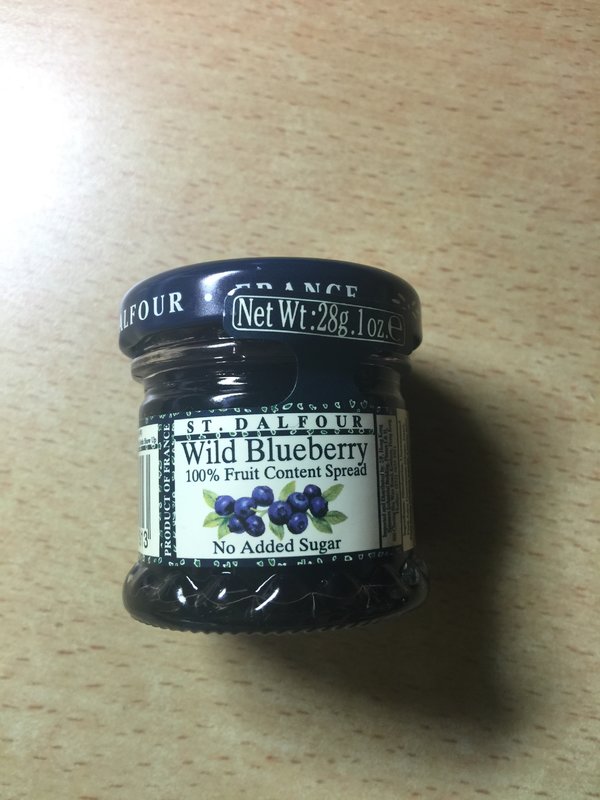 ALFOUR
FRANCE
Net Wt:28g.1oz.e
ST. DALFOUR
Wild Blueberry
100% Fruit Content Spread
No Added Sugar
PRODUCT OF FRANCE